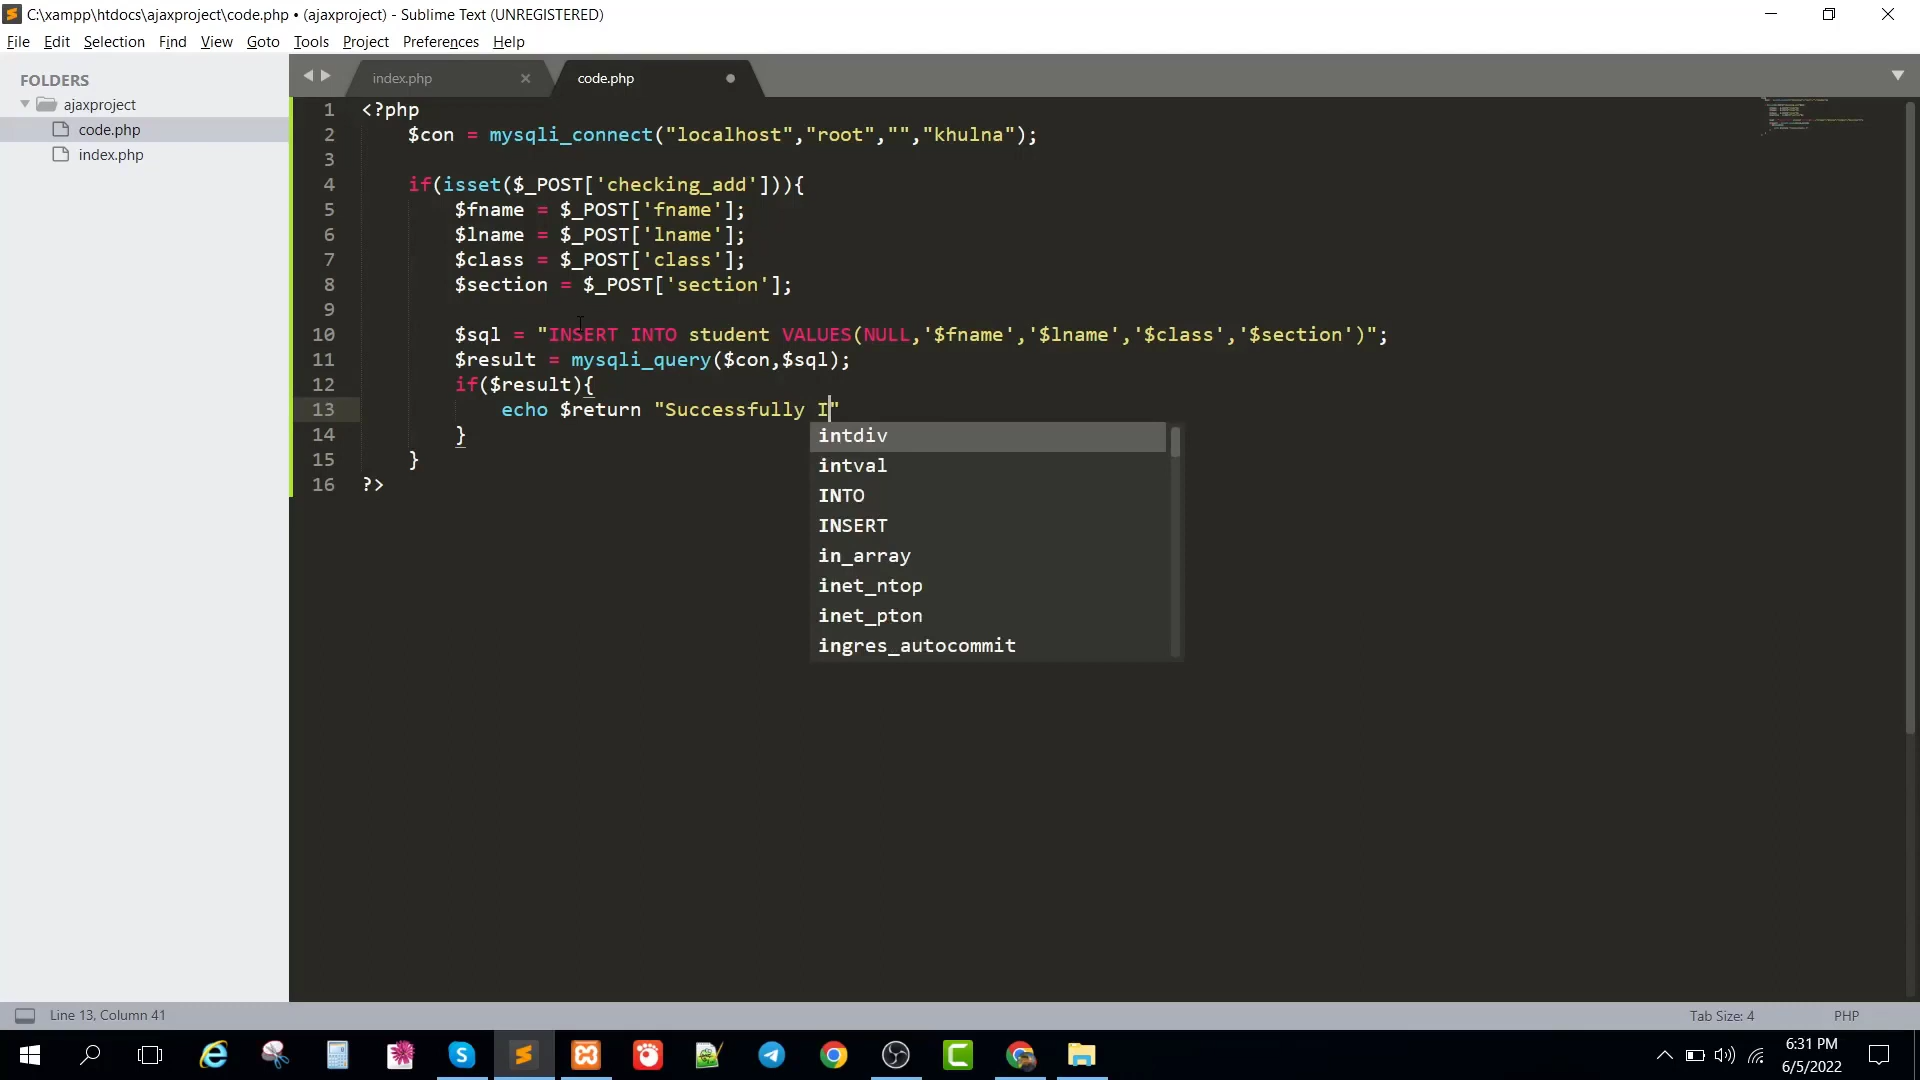 C:\xampp\htdocs\ajaxproject\code.php • (ajaxproject) - Sublime Text (UNREGISTERED)
File Edit Selection Find View Goto Tools Project Preferences Help
FOLDERS
ajaxproject
code.php
index.php
index.php × code.php
1 <?php
2 $con = mysqli_connect("localhost","root","","khulna");
3
4 if(isset($_POST['checking_add'])){
5 $fname = $_POST['fname'];
6 $lname = $_POST['lname'];
7 $class = $_POST['class'];
8 $section = $_POST['section'];
9
10 $sql = "INSERT INTO student VALUES(NULL,'$fname','$lname','$class','$section')";
11 $result = mysqli_query($con,$sql);
12 if($result){
13 echo $return "Successfully I"
14 }
15 }
16 ?>
intdiv
intval
INTO
INSERT
in_array
inet_ntop
inet_pton
ingres_autocommit
Line 13, Column 41
Tab Size: 4
PHP
6:31 PM
6/5/2022